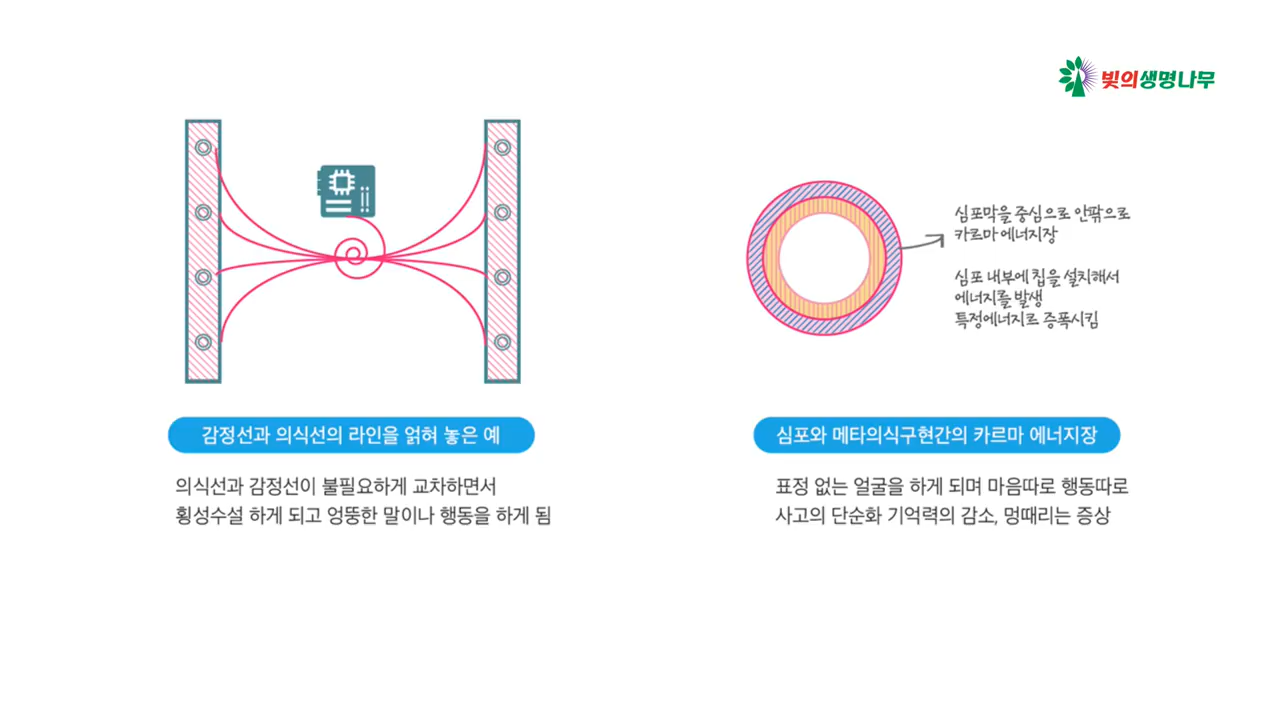 빛의생명나무
심포막을 중심으로 안팎으로
카르마 에너지장
심포 내부에 칩을 설치해서
에너지를 발생
특정에너지르 증폭시킴
감정선과 의식선의 라인을 얽혀 놓은 예
의식선과 감정선이 불필요하게 교차하면서
횡성수설 하게 되고 엉뚱한 말이나 행동을 하게 됨
심포와 메타의식구현간의 카르마 에너지장
표정 없는 얼굴을 하게 되며 마음따로 행동따로
사고의 단순화 기억력의 감소, 멍때리는 증상